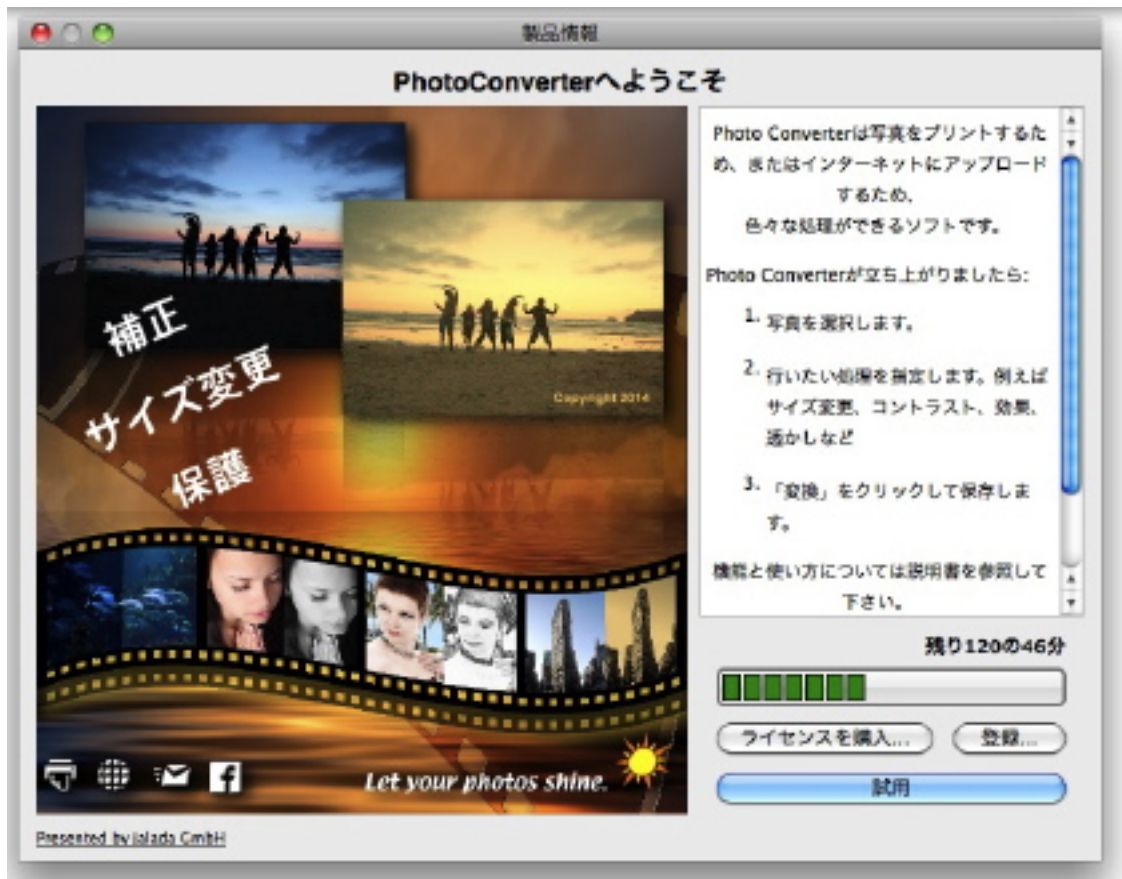 製品情報
PhotoConverterへようこそ
補正
サイズ変更
保護
Copyright 2014
Let your photos shine.
Presented by Jalada GmbH
Photo Converterは写真をプリントするた
め、またはインターネットにアップロード
するため、
色々な処理ができるソフトです。
Photo Converterが立ち上がりましたら:
1. 写真を選択します。
2. 行いたい処理を指定します。例えば
サイズ変更、コントラスト、効果、
透かしなど
3. 「変換」をクリックして保存しま
す。
機能と使い方については説明書を参照して
下さい。
残り120の46分
ライセンスを購入...
登録...
試用